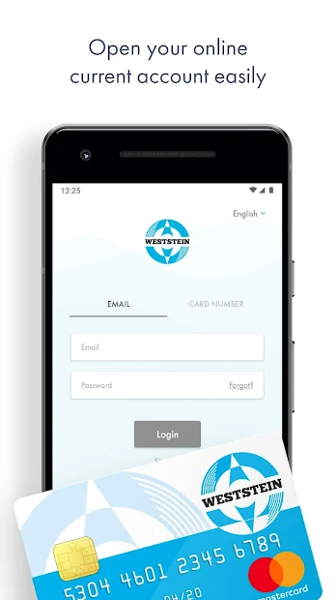 Open your online
current account easily
13:25
English
WESTSTEIN
EMAIL CARD NUMBER
Email
Password Forgot?
Login
WESTSTEIN
5304 4601 2345 6789
04/20
mastercard